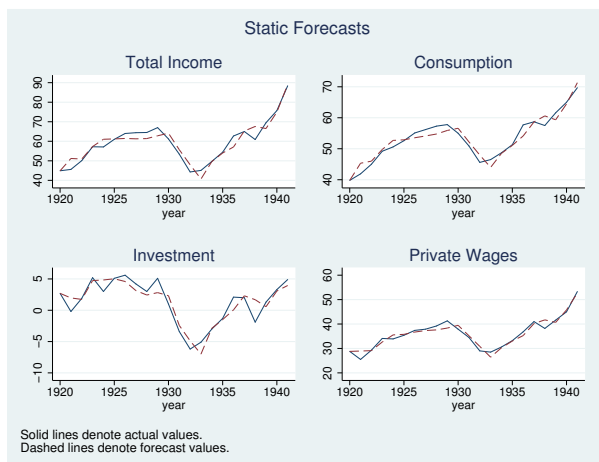 Static Forecasts
Total Income
90
80
70
60
50
40
1920 1925 1930 1935 1940
year
Consumption
70
60
50
40
1920 1925 1930 1935 1940
year
Investment
5
0
−5
−10
1920 1925 1930 1935 1940
year
Private Wages
60
50
40
30
20
1920 1925 1930 1935 1940
year
Solid lines denote actual values.
Dashed lines denote forecast values.